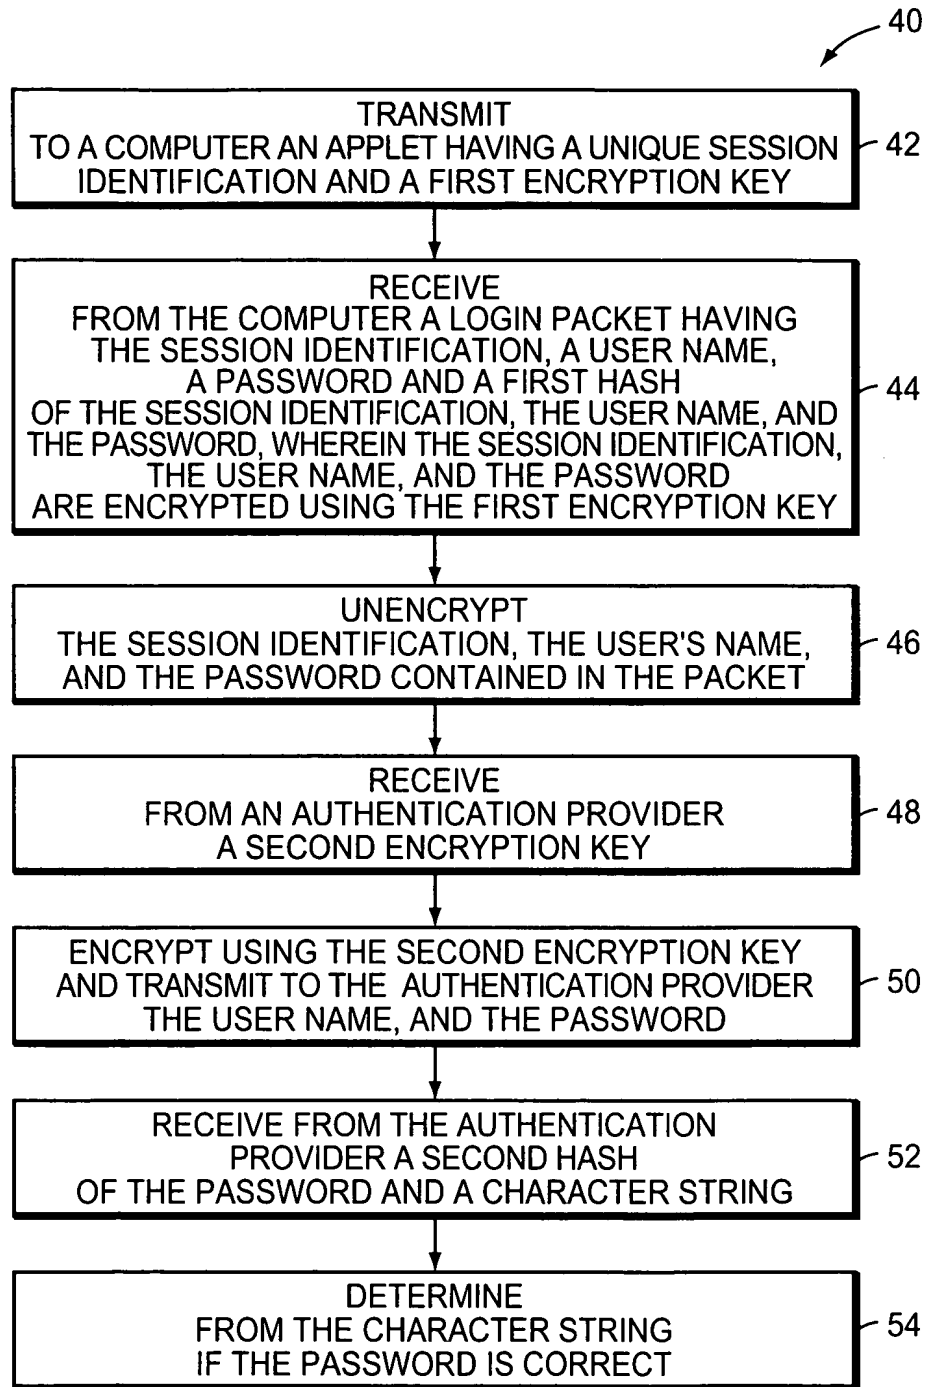 40
TRANSMIT
TO A COMPUTER AN APPLET HAVING A UNIQUE SESSION
IDENTIFICATION AND A FIRST ENCRYPTION KEY
42
RECEIVE
FROM THE COMPUTER A LOGIN PACKET HAVING
THE SESSION IDENTIFICATION, A USER NAME,
A PASSWORD AND A FIRST HASH
OF THE SESSION IDENTIFICATION, THE USER NAME, AND
THE PASSWORD, WHEREIN THE SESSION IDENTIFICATION,
THE USER NAME, AND THE PASSWORD
ARE ENCRYPTED USING THE FIRST ENCRYPTION KEY
44
UNENCRYPT
THE SESSION IDENTIFICATION, THE USER'S NAME,
AND THE PASSWORD CONTAINED IN THE PACKET
46
RECEIVE
FROM AN AUTHENTICATION PROVIDER
A SECOND ENCRYPTION KEY
48
ENCRYPT USING THE SECOND ENCRYPTION KEY
AND TRANSMIT TO THE AUTHENTICATION PROVIDER
THE USER NAME, AND THE PASSWORD
50
RECEIVE FROM THE AUTHENTICATION
PROVIDER A SECOND HASH
OF THE PASSWORD AND A CHARACTER STRING
52
DETERMINE
FROM THE CHARACTER STRING
IF THE PASSWORD IS CORRECT
54